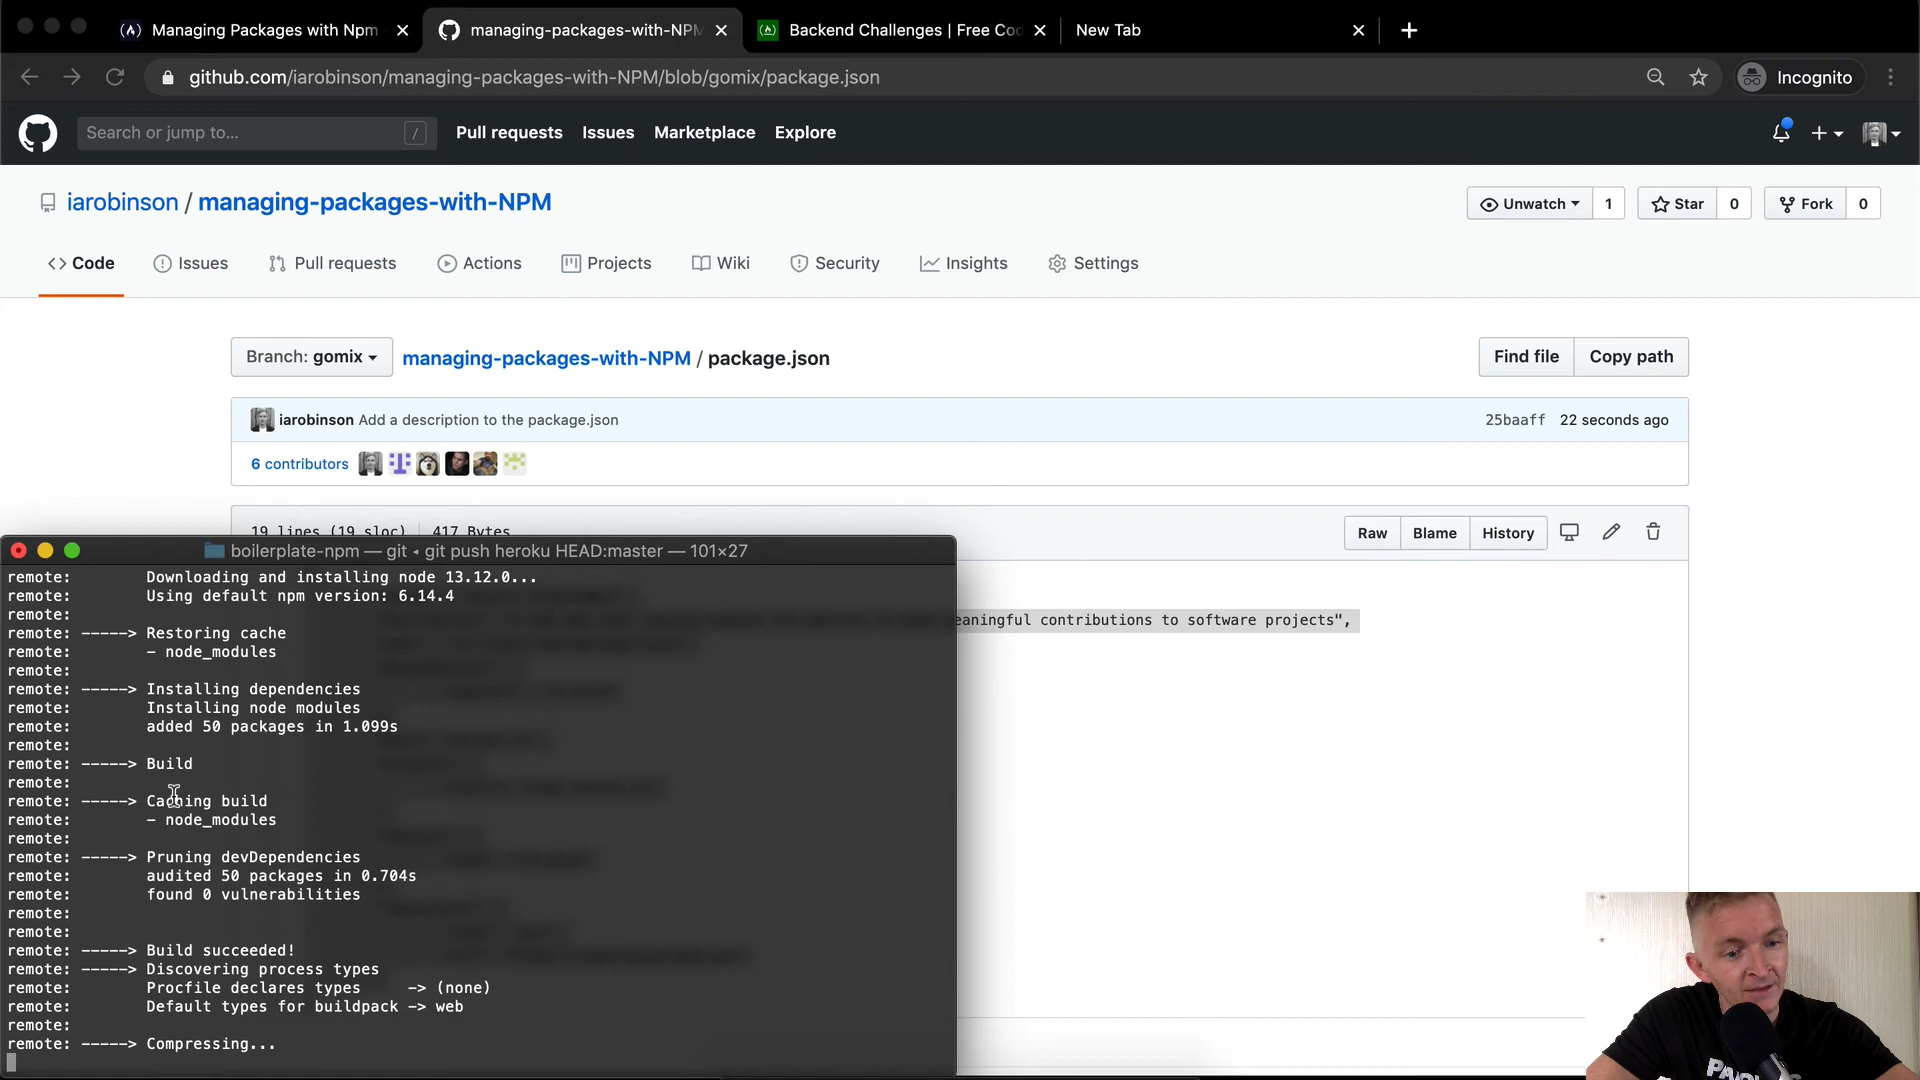 Managing Packages with Npm
managing-packages-with-NPM
Backend Challenges | Free Co
New Tab
github.com/iarobinson/managing-packages-with-NPM/blob/gomix/package.json
Incognito
Search or jump to...
/
Pull requests
Issues
Marketplace
Explore
iarobinson / managing-packages-with-NPM
Unwatch
1
Star
0
Fork
0
Code
Issues
Pull requests
Actions
Projects
Wiki
Security
Insights
Settings
Branch: gomix
managing-packages-with-NPM / package.json
Find file
Copy path
iarobinson Add a description to the package.json
25baaff 22 seconds ago
6 contributors
19 lines (19 sloc) 417 Bytes
Raw
Blame
History
eaningful contributions to software projects",
boilerplate-npm — git ◂ git push heroku HEAD:master — 101×27
remote: Downloading and installing node 13.12.0...
remote: Using default npm version: 6.14.4
remote:
remote: -----> Restoring cache
remote: - node_modules
remote:
remote: -----> Installing dependencies
remote: Installing node modules
remote: added 50 packages in 1.099s
remote:
remote: -----> Build
remote:
remote: -----> Caching build
remote: - node_modules
remote:
remote: -----> Pruning devDependencies
remote: audited 50 packages in 0.704s
remote: found 0 vulnerabilities
remote:
remote:
remote: -----> Build succeeded!
remote: -----> Discovering process types
remote: Procfile declares types -> (none)
remote: Default types for buildpack -> web
remote:
remote: -----> Compressing...